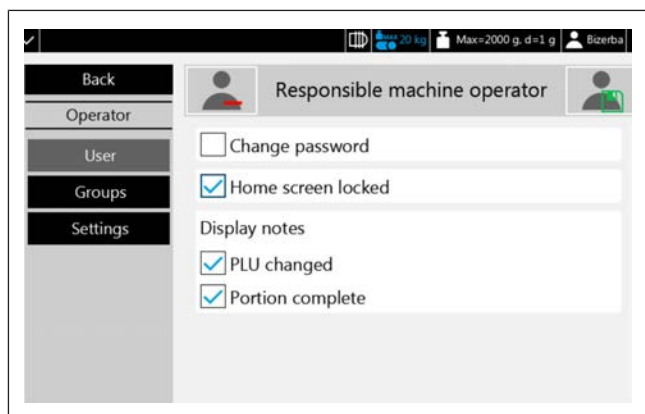 MAX 20 kg Max=2000 g, d=1 g Bizerba
Back
Responsible machine operator
Operator
User
Groups
Settings
Change password
Home screen locked
Display notes
PLU changed
Portion complete